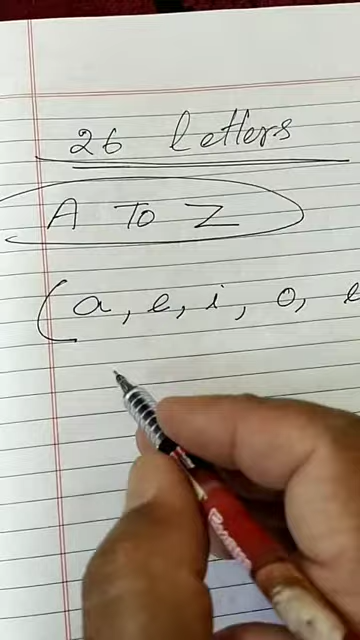 26 letters
A To Z
(a, e, i, o,